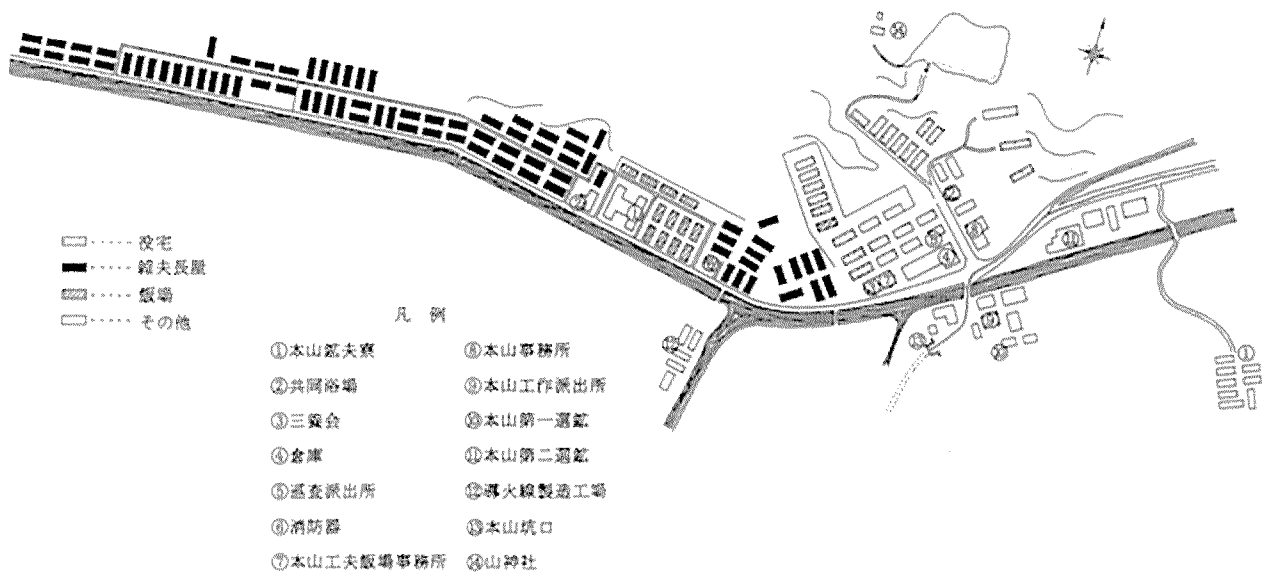 役宅
鉱夫長屋
飯場
その他
凡 例
①本山鉱夫寮
②共同浴場
③三養会
④倉庫
⑤巡査派出所
⑥消防器
⑦本山工夫飯場事務所
⑧本山事務所
⑨本山工作派出所
⑩本山第一選鉱
⑪本山第二選鉱
⑫導火線製造工場
⑬本山坑口
⑭山神社